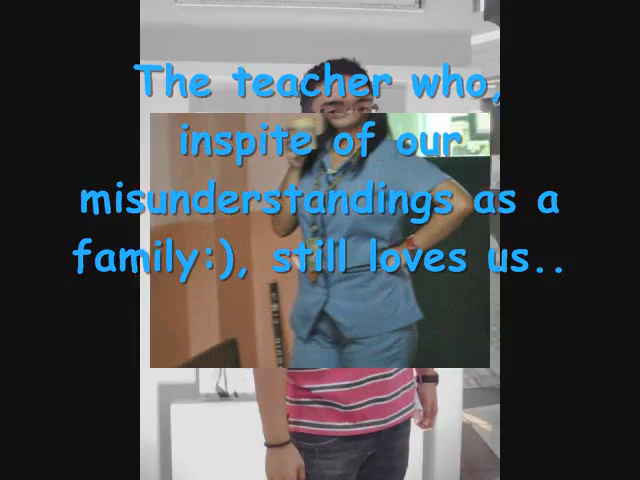 The teacher who,
inspite of our
misunderstandings as a
family:), still loves us..